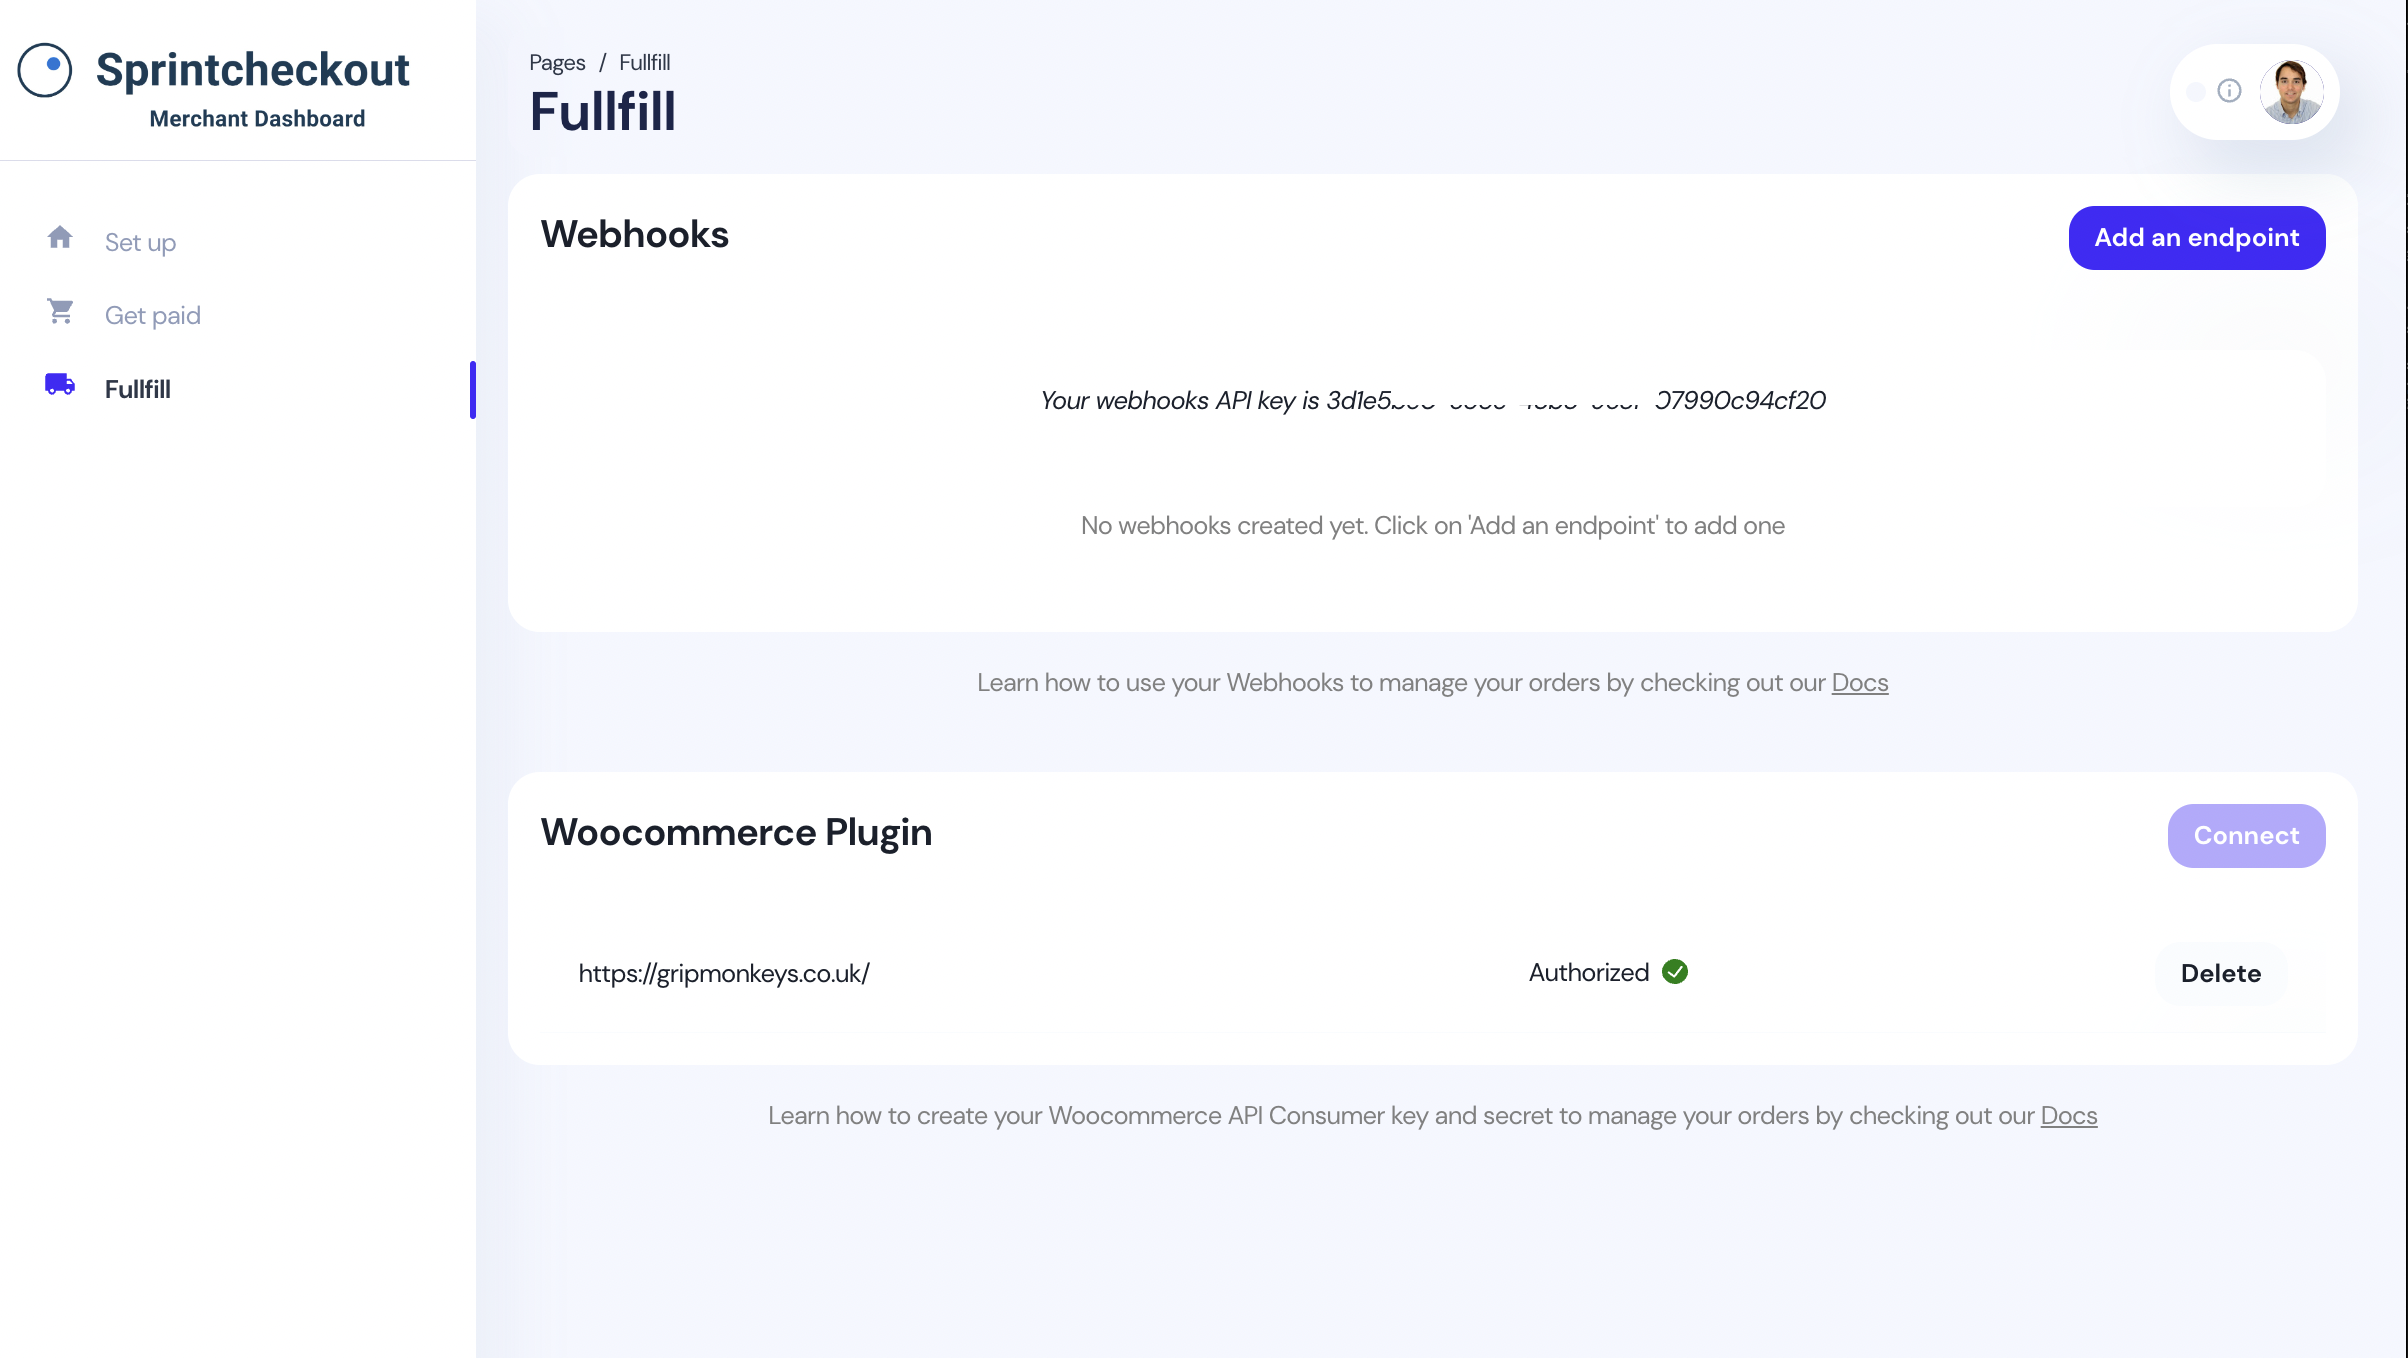 Sprintcheckout
Merchant Dashboard
Set up
Get paid
Fullfill
Pages / Fullfill
Fullfill
Webhooks
Add an endpoint
Your webhooks API key is
No webhooks created yet. Click on 'Add an endpoint' to add one
Learn how to use your Webhooks to manage your orders by checking out our Docs
Woocommerce Plugin
Connect
https://gripmonkeys.co.uk/
Authorized
Delete
Learn how to create your Woocommerce API Consumer key and secret to manage your orders by checking out our Docs